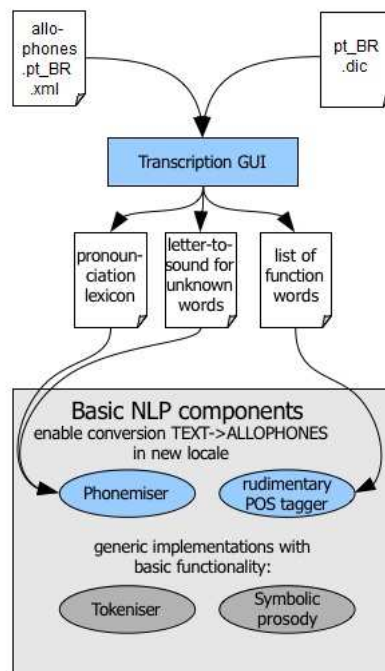 allo-
phones
.pt_BR
.xml
pt_BR
.dic
Transcription GUI
pronoun-
ciation
lexicon
letter-to-
sound for
unknown
words
list of
function
words
Basic NLP components
enable conversion TEXT->ALLOPHONES
in new locale
Phonemiser
rudimentary
POS tagger
generic implementations with
basic functionality:
Tokeniser
Symbolic
prosody